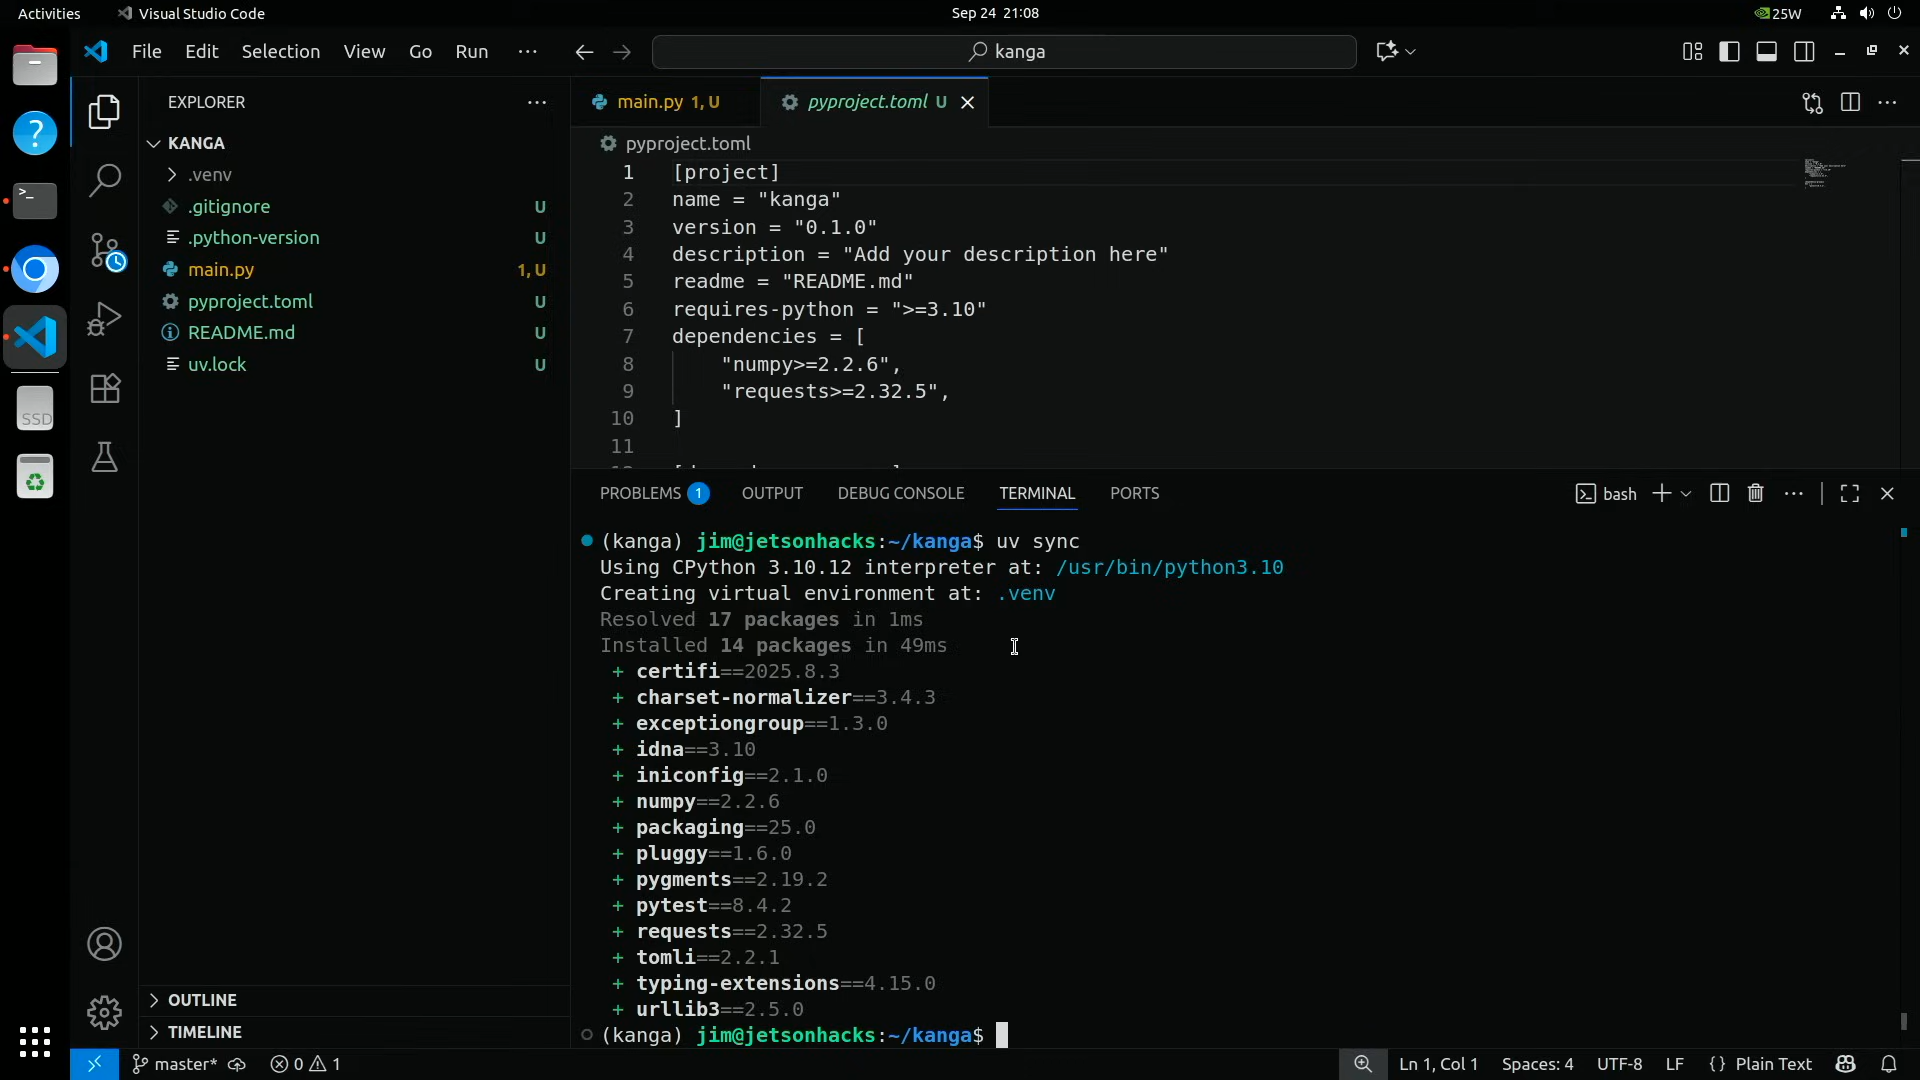 Activities
Visual Studio Code
Sep 24 21:08
25W
File Edit Selection View Go Run ···
kanga
EXPLORER ···
KANGA
.venv
.gitignore U
.python-version U
main.py 1, U
pyproject.toml U
README.md U
uv.lock U
OUTLINE
TIMELINE
SSD
main.py 1, U
pyproject.toml U
pyproject.toml
1 [project]
2 name = "kanga"
3 version = "0.1.0"
4 description = "Add your description here"
5 readme = "README.md"
6 requires-python = ">=3.10"
7 dependencies = [
8 "numpy>=2.2.6",
9 "requests>=2.32.5",
10 ]
11
PROBLEMS 1 OUTPUT DEBUG CONSOLE TERMINAL PORTS
bash
(kanga) jim@jetsonhacks:~/kanga$ uv sync
Using CPython 3.10.12 interpreter at: /usr/bin/python3.10
Creating virtual environment at: .venv
Resolved 17 packages in 1ms
Installed 14 packages in 49ms
+ certifi==2025.8.3
+ charset-normalizer==3.4.3
+ exceptiongroup==1.3.0
+ idna==3.10
+ iniconfig==2.1.0
+ numpy==2.2.6
+ packaging==25.0
+ pluggy==1.6.0
+ pygments==2.19.2
+ pytest==8.4.2
+ requests==2.32.5
+ tomli==2.2.1
+ typing-extensions==4.15.0
+ urllib3==2.5.0
(kanga) jim@jetsonhacks:~/kanga$
master* 0 1
Ln 1, Col 1 Spaces: 4 UTF-8 LF {} Plain Text